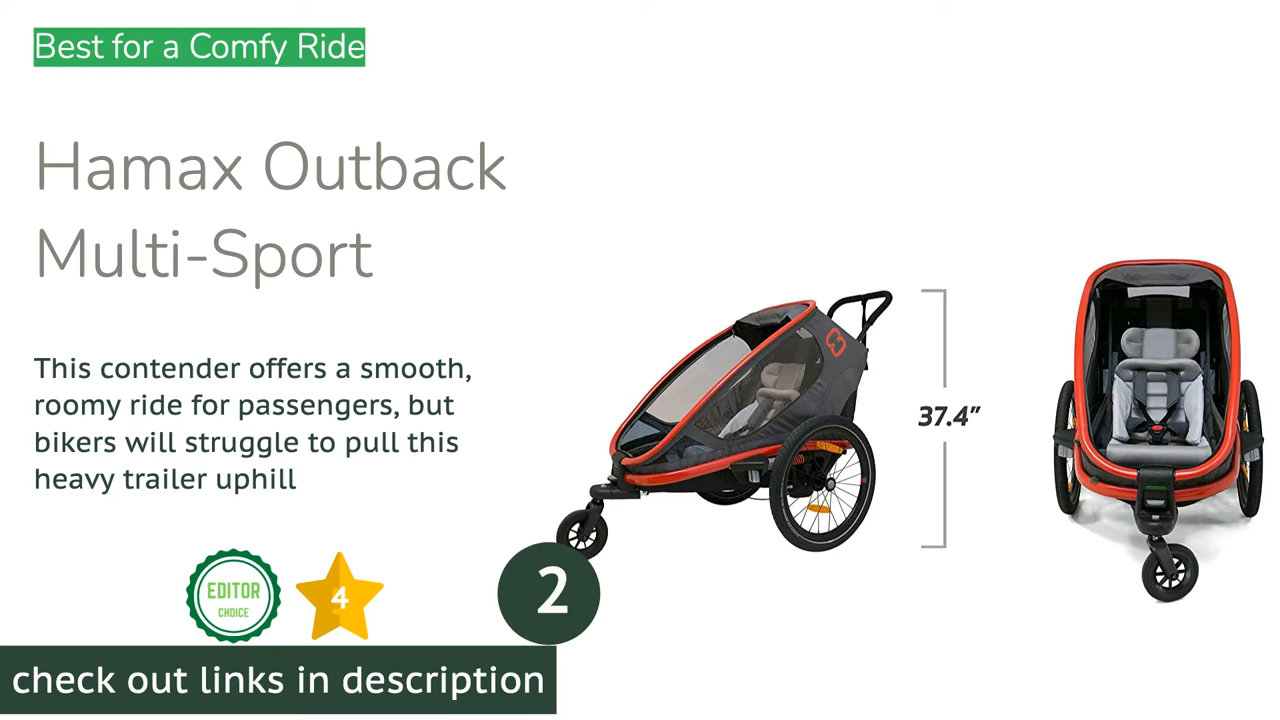 Best for a Comfy Ride
Hamax Outback
Multi-Sport
This contender offers a smooth,
roomy ride for passengers, but
bikers will struggle to pull this
heavy trailer uphill
37.4”
EDITOR
CHOICE
4
2
check out links in description